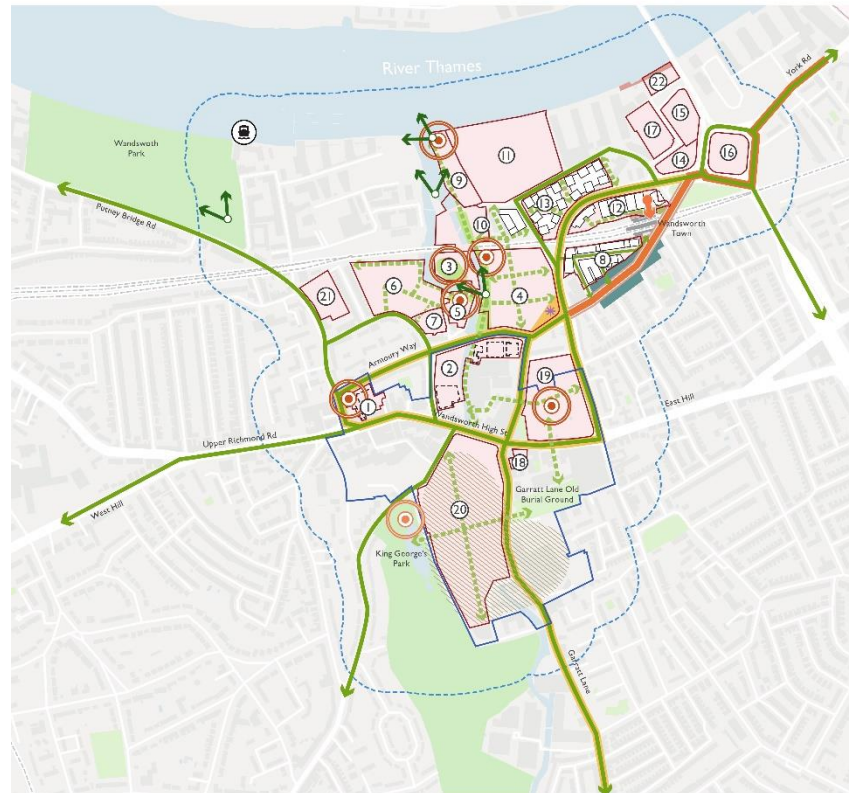 River Thames
York Rd
22
15
Wandswoth
Park
17
16
11
14
9
13
Putney Bridge Rd
12
10
Wandsworth
Town
8
3
6
4
21
5
7
Armoury Way
2
19
1
East Hill
Wandsworth High St
Upper Richmond Rd
18
West Hill
Garratt Lane Old
Burial Ground
20
King George's
Park
Garratt Lane